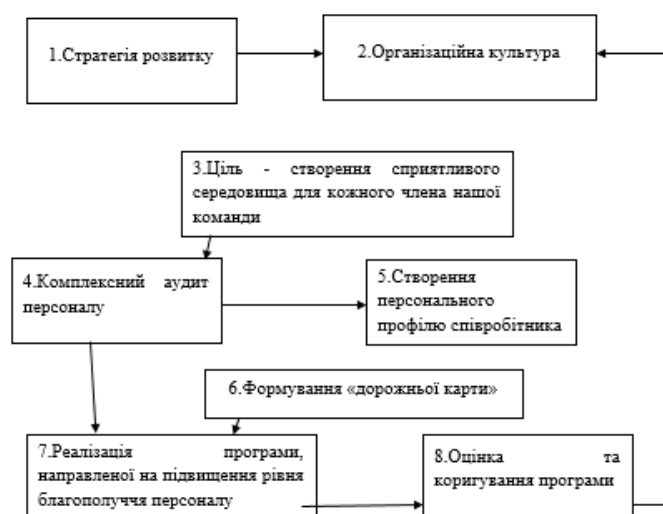 1.Стратегія розвитку
2.Організаційна культура
3.Ціль - створення сприятливого
середовища для кожного члена нашої
команди
4.Комплексний аудит
персоналу
5.Створення
персонального
профілю співробітника
6.Формування «дорожньої карти»
7.Реалізація програми,
направленої на підвищення рівня
благополуччя персоналу
8.Оцінка та
коригування програми